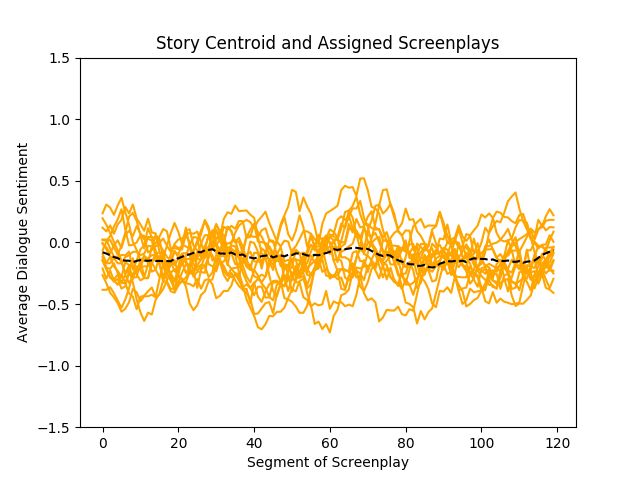 Story Centroid and Assigned Screenplays
1.5
1.0
0.5
0.0
−0.5
−1.0
−1.5
Average Dialogue Sentiment
0 20 40 60 80 100 120
Segment of Screenplay